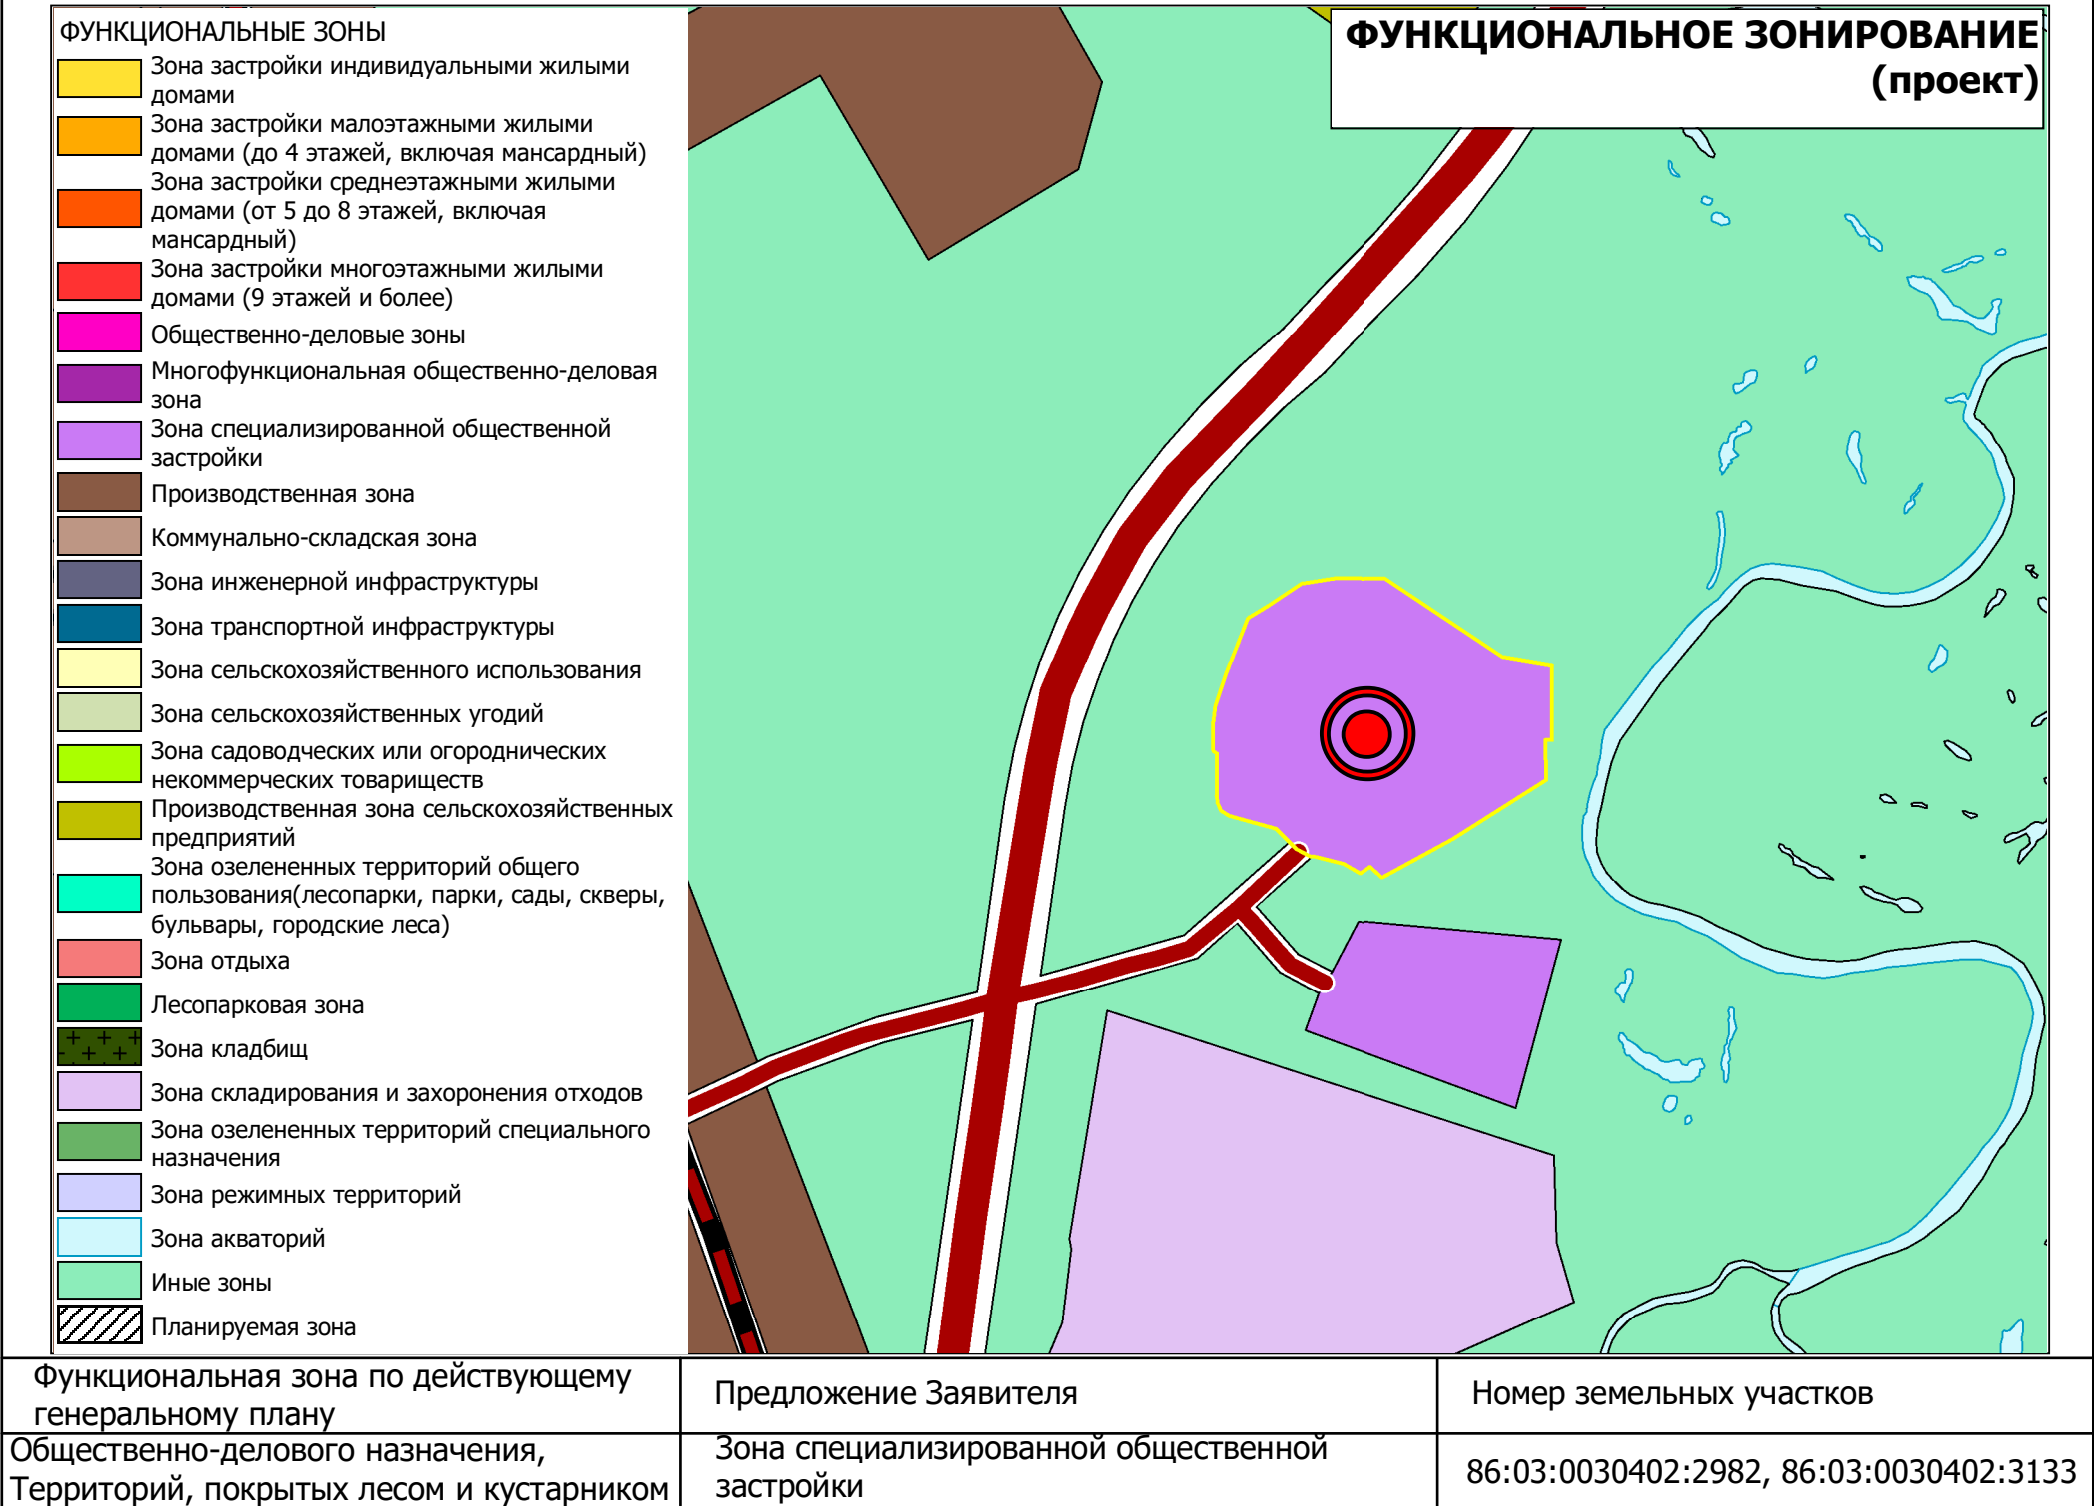 ФУНКЦИОНАЛЬНЫЕ ЗОНЫ
Зона застройки индивидуальными жилыми
домами
Зона застройки малоэтажными жилыми
домами (до 4 этажей, включая мансардный)
Зона застройки среднеэтажными жилыми
домами (от 5 до 8 этажей, включая
мансардный)
Зона застройки многоэтажными жилыми
домами (9 этажей и более)
Общественно-деловые зоны
Многофункциональная общественно-деловая
зона
Зона специализированной общественной
застройки
Производственная зона
Коммунально-складская зона
Зона инженерной инфраструктуры
Зона транспортной инфраструктуры
Зона сельскохозяйственного использования
Зона сельскохозяйственных угодий
Зона садоводческих или огороднических
некоммерческих товариществ
Производственная зона сельскохозяйственных
предприятий
Зона озелененных территорий общего
пользования(лесопарки, парки, сады, скверы,
бульвары, городские леса)
Зона отдыха
Лесопарковая зона
Зона кладбищ
Зона складирования и захоронения отходов
Зона озелененных территорий специального
назначения
Зона режимных территорий
Зона акваторий
Иные зоны
Планируемая зона
ФУНКЦИОНАЛЬНОЕ ЗОНИРОВАНИЕ
(проект)
Функциональная зона по действующему
генеральному плану
Предложение Заявителя
Номер земельных участков
Общественно-делового назначения,
Территорий, покрытых лесом и кустарником
Зона специализированной общественной
застройки
86:03:0030402:2982, 86:03:0030402:3133